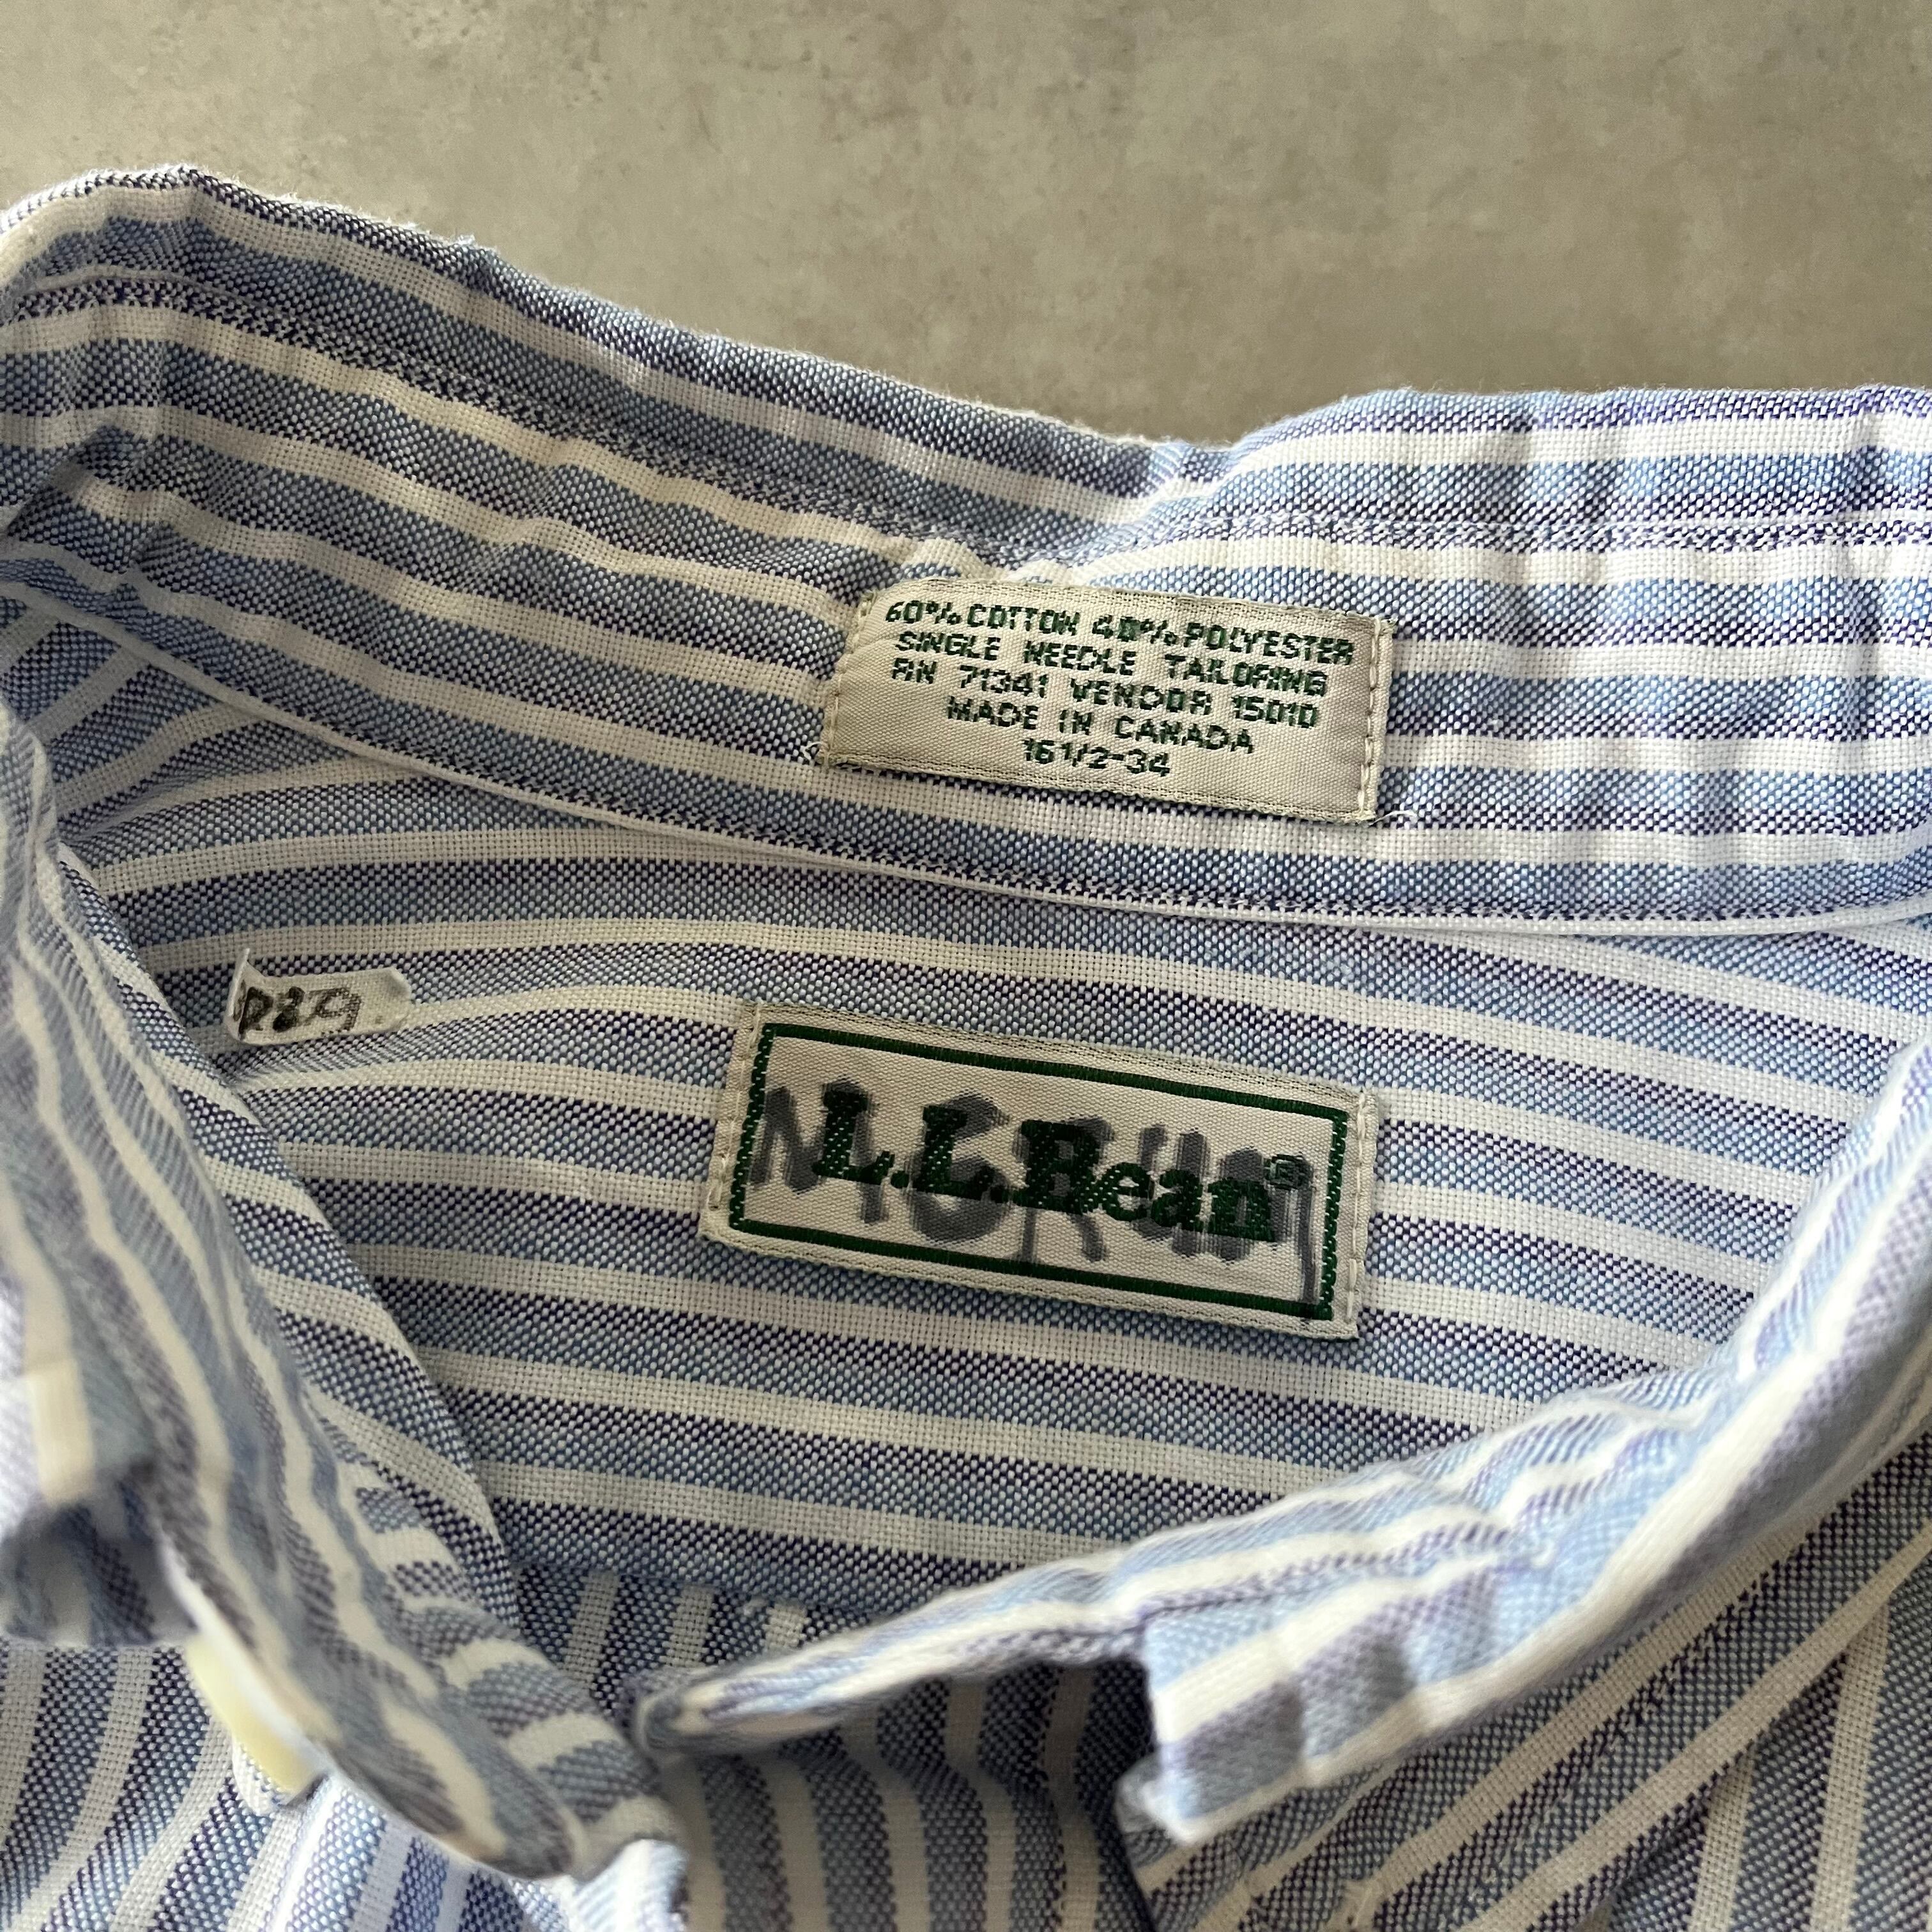 60% COTTON 40% POLYESTER
SINGLE NEEDLE TAILORING
RN 71341 VENDOR 15010
MADE IN CANADA
16 1/2-34
L.L.Bean®